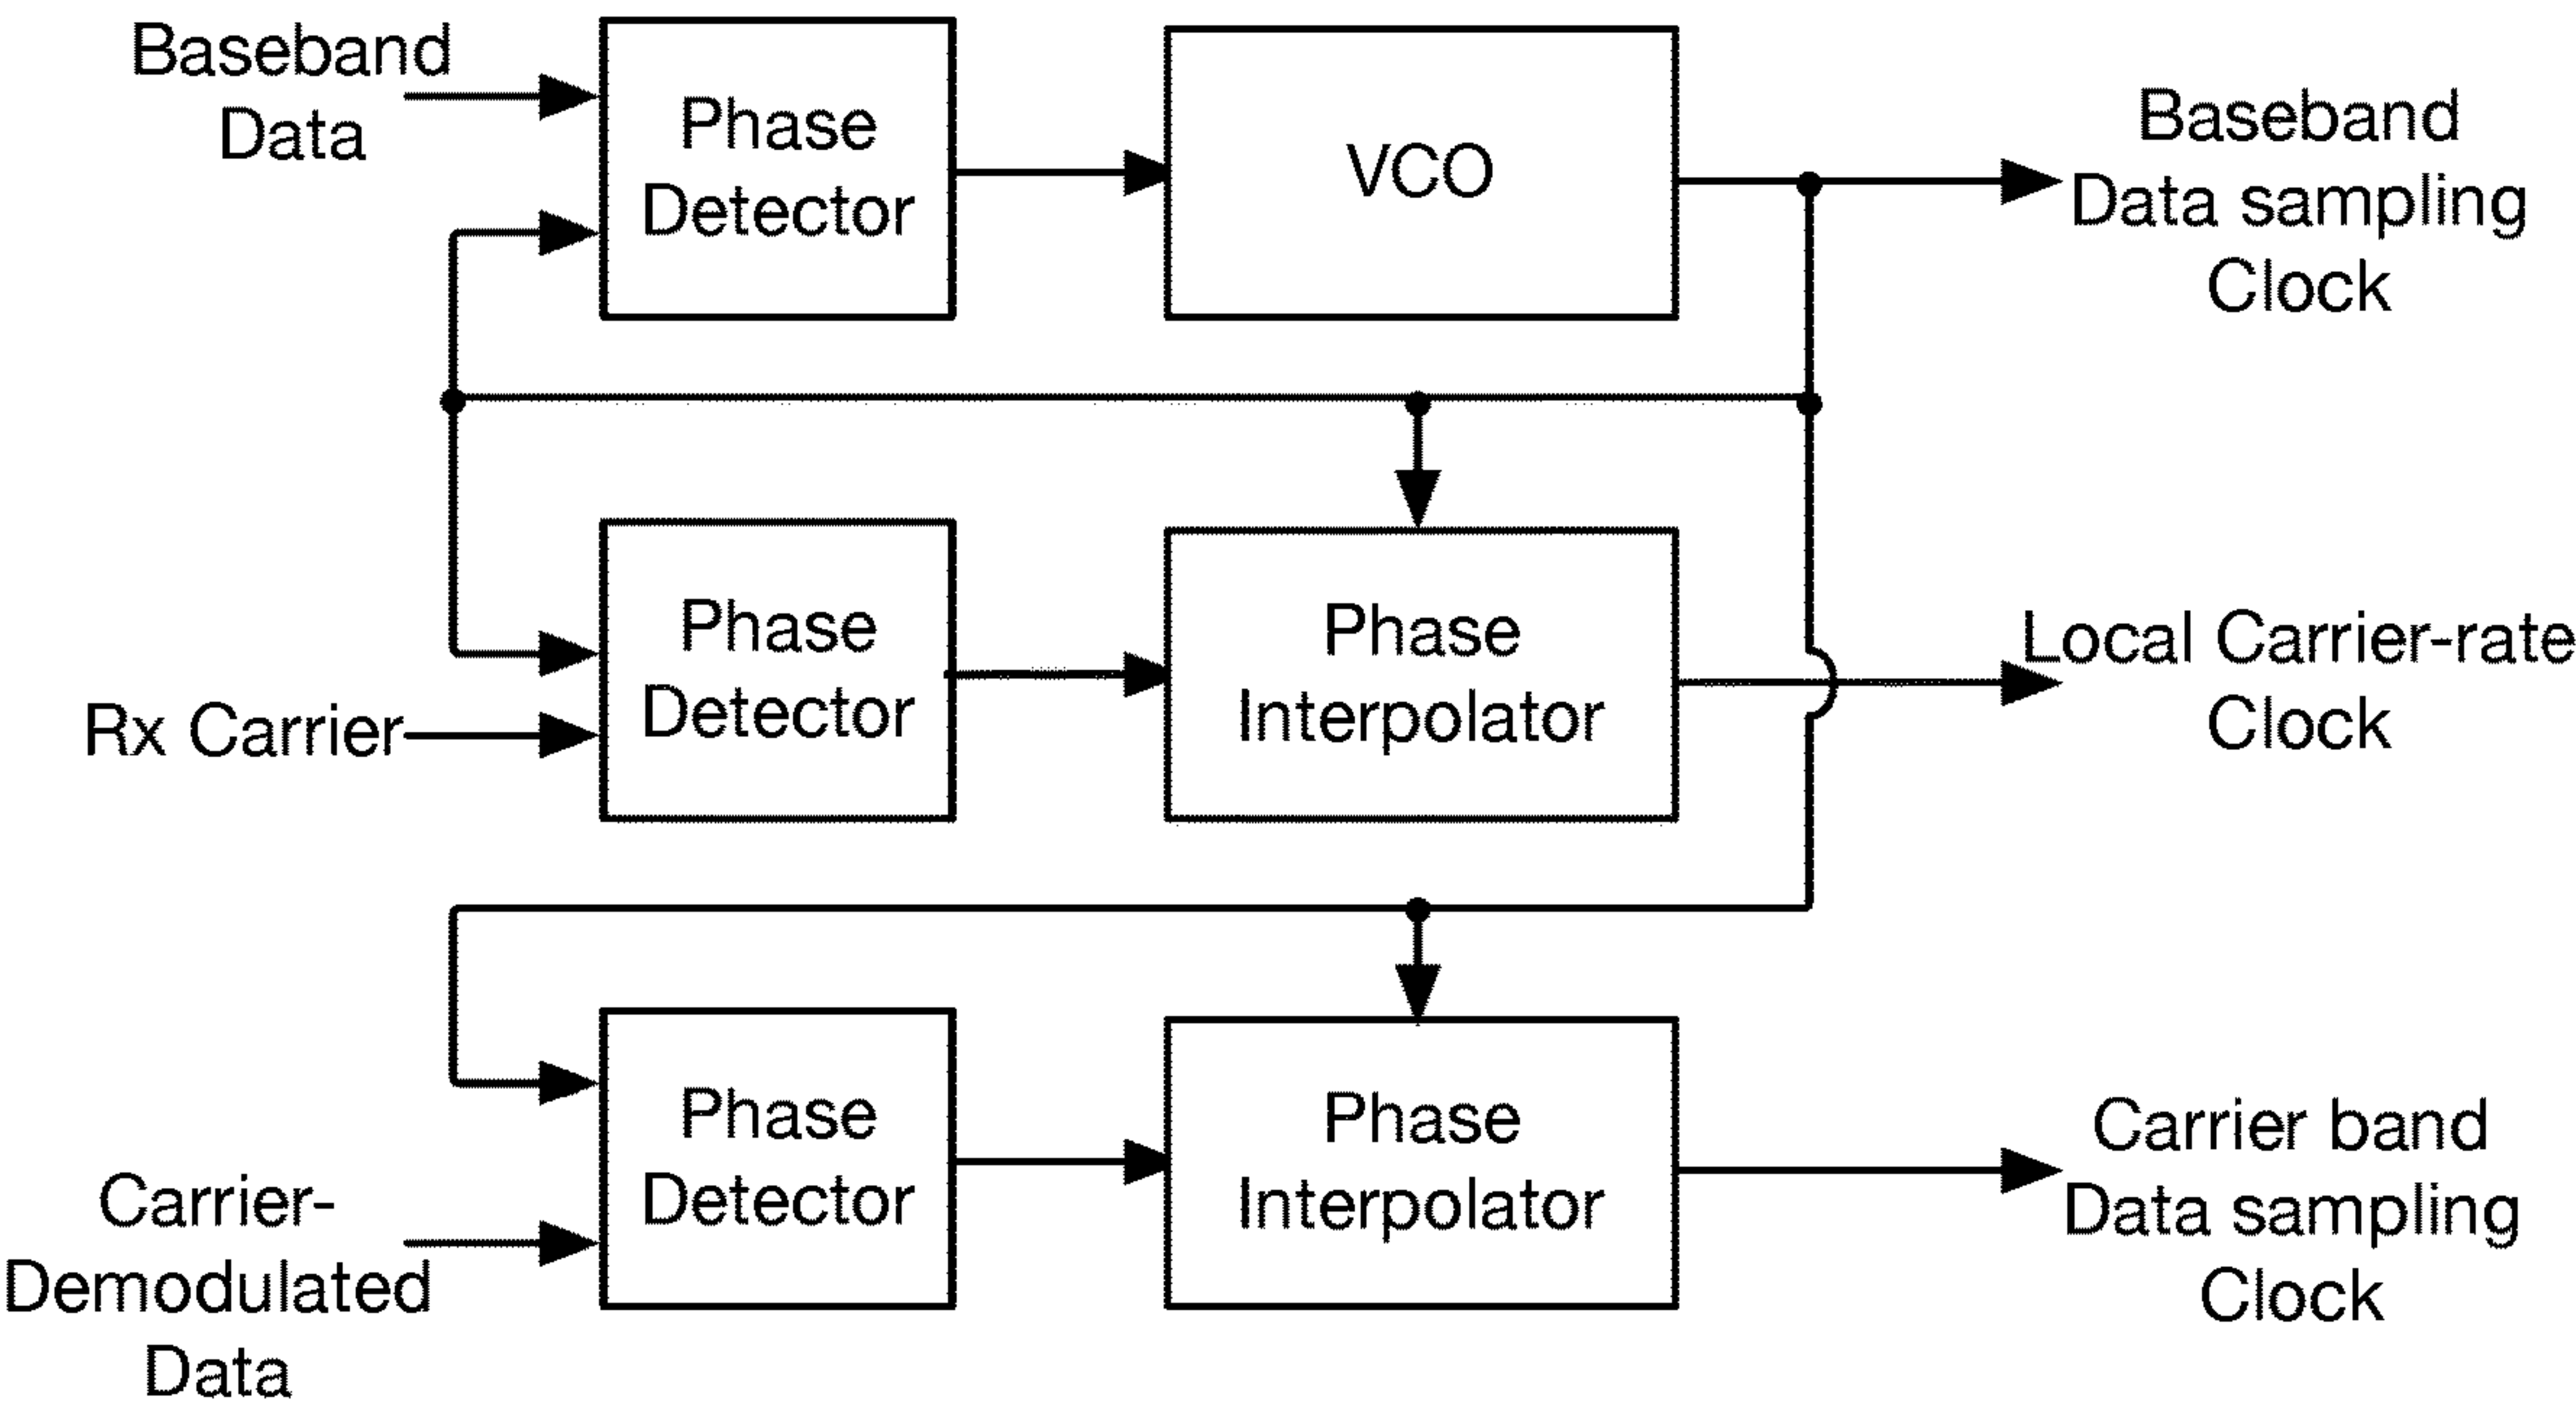 Baseband
Data
Phase
Detector
VCO
Baseband
Data sampling
Clock
Rx Carrier
Phase
Detector
Phase
Interpolator
Local Carrier-rate
Clock
Carrier-
Demodulated
Data
Phase
Detector
Phase
Interpolator
Carrier band
Data sampling
Clock